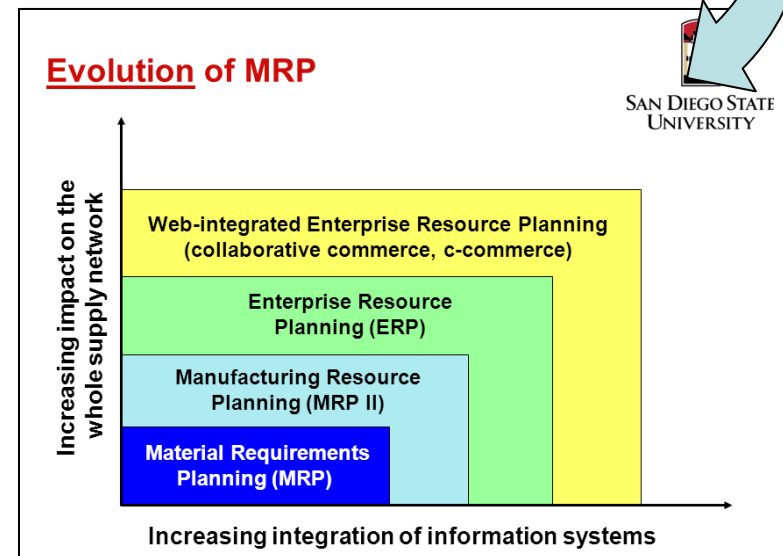 Evolution of MRP
SAN DIEGO STATE
UNIVERSITY
Increasing impact on the
whole supply network
Web-integrated Enterprise Resource Planning
(collaborative commerce, c-commerce)
Enterprise Resource
Planning (ERP)
Manufacturing Resource
Planning (MRP II)
Material Requirements
Planning (MRP)
Increasing integration of information systems